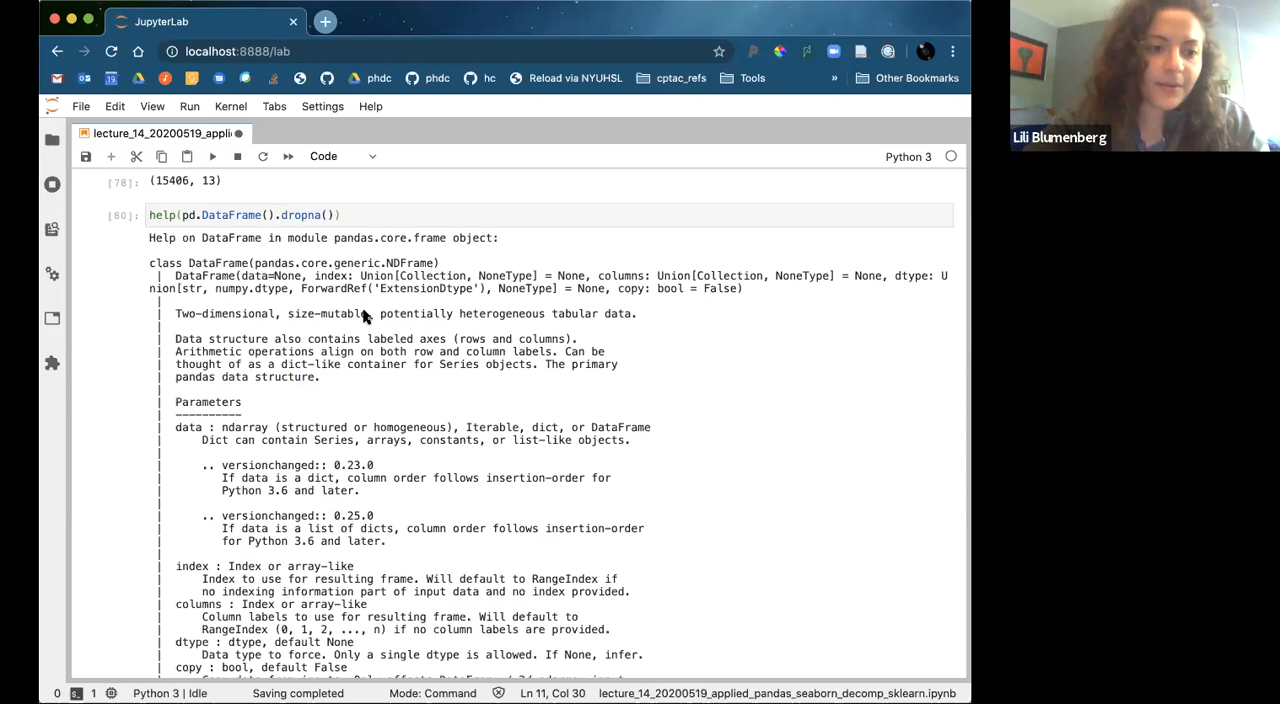 JupyterLab
localhost:8888/lab
phdc phdc hc Reload via NYUHSL cptac_refs Tools » Other Bookmarks
File Edit View Run Kernel Tabs Settings Help
lecture_14_20200519_appli
Code Python 3
[78]: (15406, 13)
[80]: help(pd.DataFrame().dropna())
Help on DataFrame in module pandas.core.frame object:
class DataFrame(pandas.core.generic.NDFrame)
| DataFrame(data=None, index: Union[Collection, NoneType] = None, columns: Union[Collection, NoneType] = None, dtype: U
nion[str, numpy.dtype, ForwardRef('ExtensionDtype'), NoneType] = None, copy: bool = False)
|
| Two-dimensional, size-mutable, potentially heterogeneous tabular data.
|
| Data structure also contains labeled axes (rows and columns).
| Arithmetic operations align on both row and column labels. Can be
| thought of as a dict-like container for Series objects. The primary
| pandas data structure.
|
| Parameters
| ----------
| data : ndarray (structured or homogeneous), Iterable, dict, or DataFrame
| Dict can contain Series, arrays, constants, or list-like objects.
|
| .. versionchanged:: 0.23.0
| If data is a dict, column order follows insertion-order for
| Python 3.6 and later.
|
| .. versionchanged:: 0.25.0
| If data is a list of dicts, column order follows insertion-order
| for Python 3.6 and later.
|
| index : Index or array-like
| Index to use for resulting frame. Will default to RangeIndex if
| no indexing information part of input data and no index provided.
| columns : Index or array-like
| Column labels to use for resulting frame. Will default to
| RangeIndex (0, 1, 2, ..., n) if no column labels are provided.
| dtype : dtype, default None
| Data type to force. Only a single dtype is allowed. If None, infer.
| copy : bool, default False
0 1 Python 3 | Idle Saving completed Mode: Command Ln 11, Col 30 lecture_14_20200519_applied_pandas_seaborn_decomp_sklearn.ipynb
Lili Blumenberg